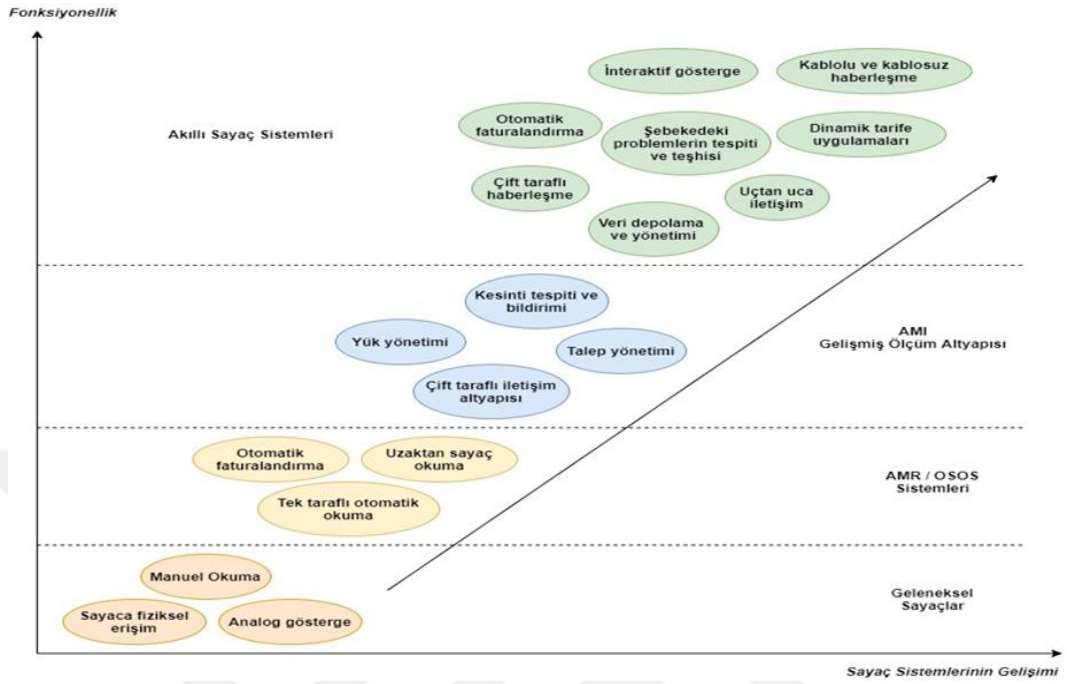 Fonksiyonellik
İnteraktif gösterge
Kablolu ve kablosuz
haberleşme
Akıllı Sayaç Sistemleri
Otomatik
faturalandırma
Şebekedeki
problemlerin tespiti
ve teşhisi
Dinamik tarife
uygulamaları
Çift taraflı
haberleşme
Uçtan uca
iletişim
Veri depolama
ve yönetimi
Kesinti tespiti ve
bildirimi
Yük yönetimi
Talep yönetimi
AMI
Gelişmiş Ölçüm Altyapısı
Çift taraflı iletişim
altyapısı
Otomatik
faturalandırma
Uzaktan sayaç
okuma
AMR / OSOS
Sistemleri
Tek taraflı otomatik
okuma
Manuel Okuma
Geleneksel
Sayaçlar
Sayaca fiziksel
erişim
Analog gösterge
Sayaç Sistemlerinin Gelişimi